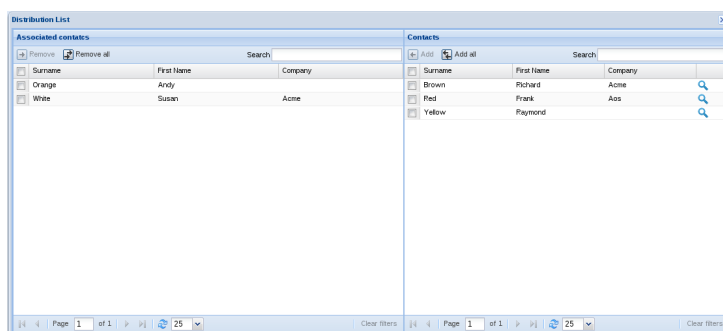 Distribution List
Associated contatcs
Remove Remove all Search
Surname First Name Company
Orange Andy
White Susan Acme
Page 1 of 1 25 Clear filters
Contacts
Add Add all Search
Surname First Name Company
Brown Richard Acme
Red Frank Aos
Yellow Raymond
Page 1 of 1 25 Clear filters